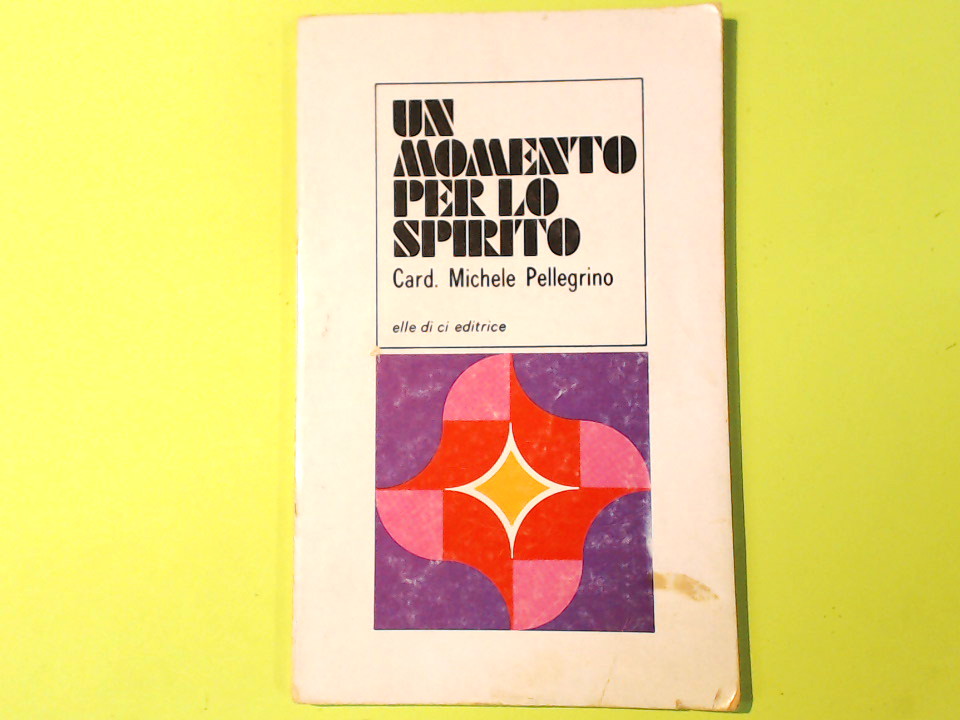 UN
MOMENTO
PER LO
SPIRITO
Card. Michele Pellegrino
elle di ci editrice